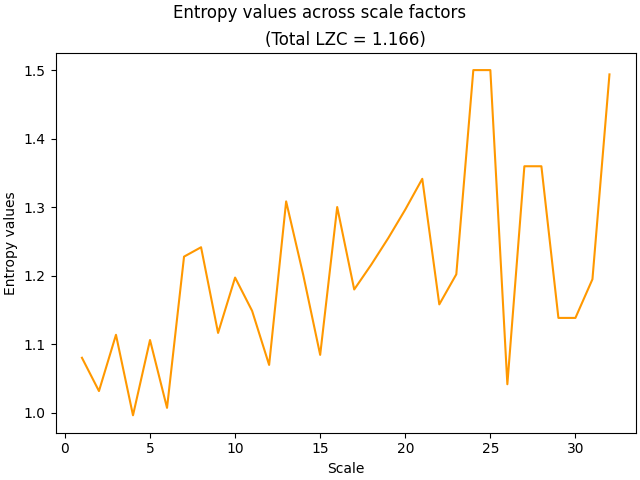 Entropy values across scale factors
(Total LZC = 1.166)
1.5
1.4
1.3
1.2
1.1
1.0
Entropy values
0 5 10 15 20 25 30
Scale